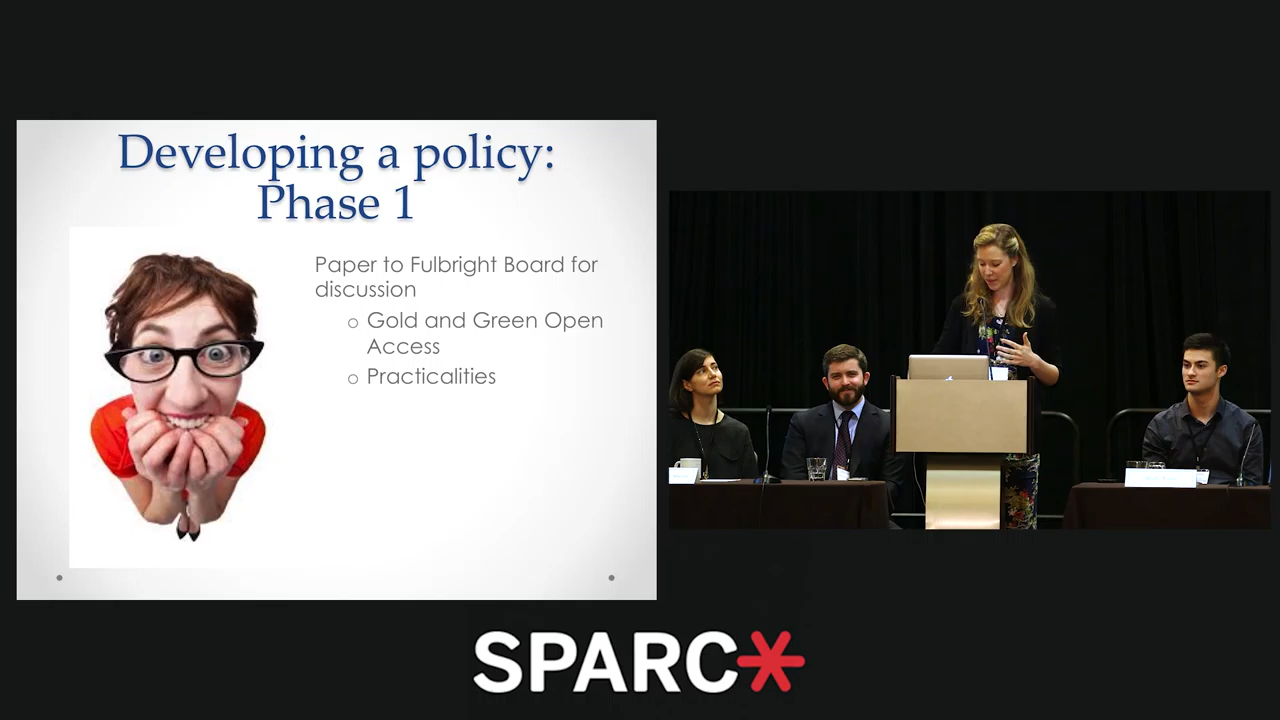 Developing a policy:
Phase 1
Paper to Fulbright Board for
discussion
o Gold and Green Open
Access
o Practicalities
SPARC